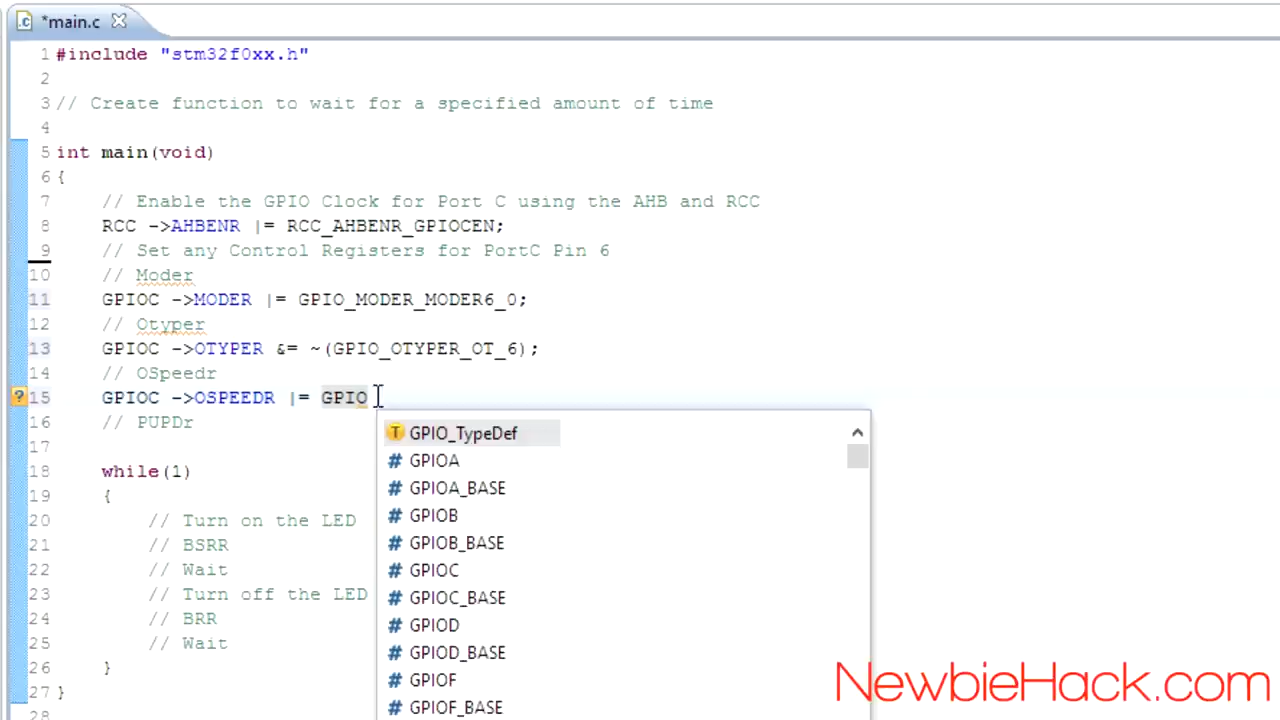 *main.c
1 #include "stm32f0xx.h"
2
3 // Create function to wait for a specified amount of time
4
5 int main(void)
6 {
7 // Enable the GPIO Clock for Port C using the AHB and RCC
8 RCC ->AHBENR |= RCC_AHBENR_GPIOCEN;
9 // Set any Control Registers for PortC Pin 6
10 // Moder
11 GPIOC ->MODER |= GPIO_MODER_MODER6_0;
12 // Otyper
13 GPIOC ->OTYPER &= ~(GPIO_OTYPER_OT_6);
14 // OSpeedr
15 GPIOC ->OSPEEDR |= GPIO
16 // PUPDr
GPIO_TypeDef
17
GPIOA
18 while(1)
GPIOA_BASE
19 {
GPIOB
20 // Turn on the LED
21 // BSRR
GPIOB_BASE
22 // Wait
GPIOC
23 // Turn off the LED
GPIOC_BASE
24 // BRR
GPIOD
25 // Wait
GPIOD_BASE
26 }
GPIOF
27 }
GPIOF_BASE
28
NewbieHack.com